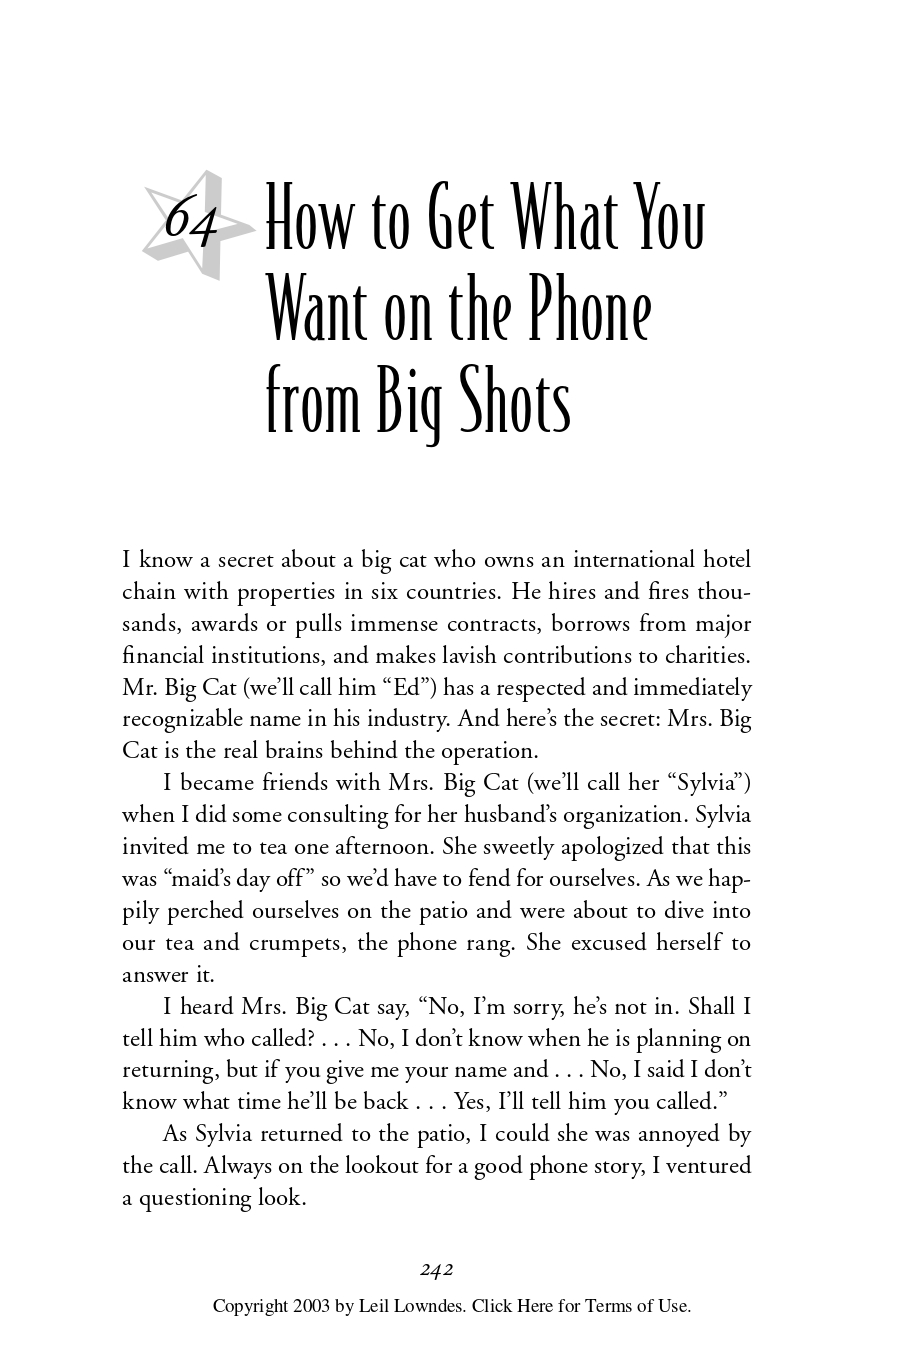 64
How to Get What You
Want on the Phone
from Big Shots
I know a secret about a big cat who owns an international hotel
chain with properties in six countries. He hires and fires thou-
sands, awards or pulls immense contracts, borrows from major
financial institutions, and makes lavish contributions to charities.
Mr. Big Cat (we’ll call him “Ed”) has a respected and immediately
recognizable name in his industry. And here’s the secret: Mrs. Big
Cat is the real brains behind the operation.
I became friends with Mrs. Big Cat (we’ll call her “Sylvia”)
when I did some consulting for her husband’s organization. Sylvia
invited me to tea one afternoon. She sweetly apologized that this
was “maid’s day off” so we’d have to fend for ourselves. As we hap-
pily perched ourselves on the patio and were about to dive into
our tea and crumpets, the phone rang. She excused herself to
answer it.
I heard Mrs. Big Cat say, “No, I’m sorry, he’s not in. Shall I
tell him who called? . . . No, I don’t know when he is planning on
returning, but if you give me your name and . . . No, I said I don’t
know what time he’ll be back . . . Yes, I’ll tell him you called.”
As Sylvia returned to the patio, I could she was annoyed by
the call. Always on the lookout for a good phone story, I ventured
a questioning look.
242
Copyright 2003 by Leil Lowndes. Click Here for Terms of Use.